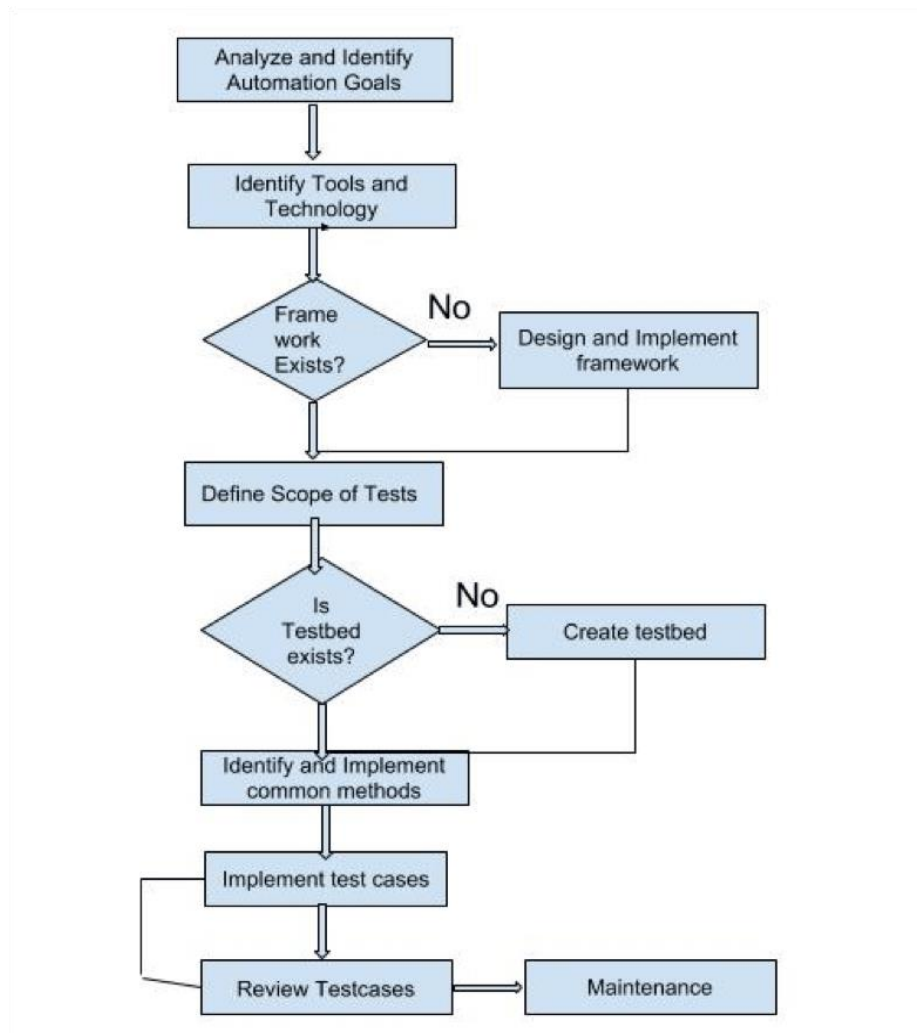 Analyze and Identify
Automation Goals
Identify Tools and
Technology
Frame
work
Exists?
No
Design and Implement
framework
Define Scope of Tests
Is
Testbed
exists?
No
Create testbed
Identify and Implement
common methods
Implement test cases
Review Testcases
Maintenance